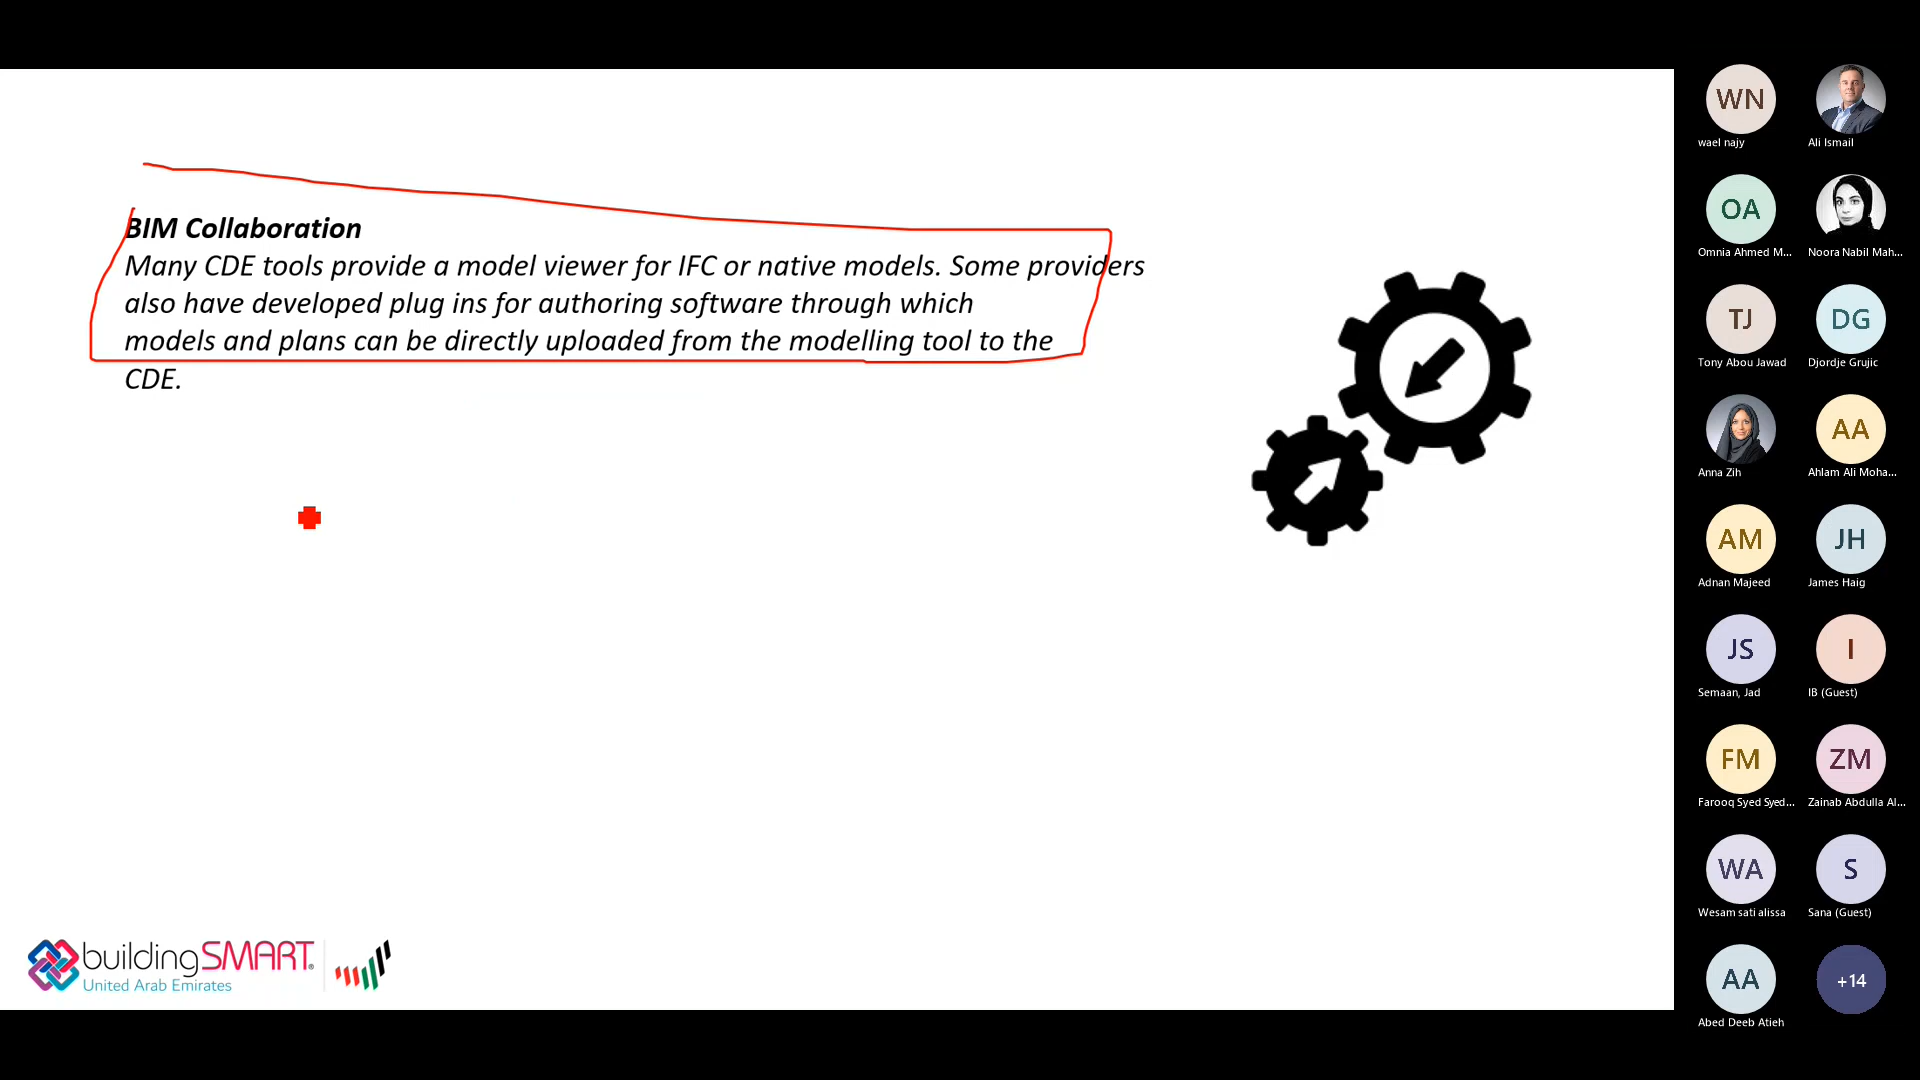 BIM Collaboration
Many CDE tools provide a model viewer for IFC or native models. Some providers
also have developed plug ins for authoring software through which
models and plans can be directly uploaded from the modelling tool to the
CDE.
buildingSMART®
United Arab Emirates
WN
wael najy
Ali Ismail
OA
Omnia Ahmed M...
Noora Nabil Mah...
TJ
Tony Abou Jawad
DG
Djordje Grujic
Anna Zih
AA
Ahlam Ali Moha...
AM
Adnan Majeed
JH
James Haig
JS
Semaan, Jad
I
IB (Guest)
FM
Farooq Syed Syed...
ZM
Zainab Abdulla Al...
WA
Wesam sati alissa
S
Sana (Guest)
AA
Abed Deeb Atieh
+14